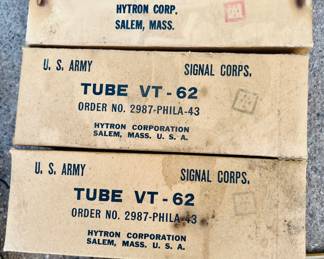 HYTRON CORP.
SALEM, MASS.
U. S. ARMY SIGNAL CORPS.
TUBE VT - 62
ORDER NO. 2987-PHILA-43
HYTRON CORPORATION
SALEM, MASS. U. S. A.
U. S. ARMY SIGNAL CORPS.
TUBE VT - 62
ORDER NO. 2987-PHILA-43
HYTRON CORPORATION
SALEM, MASS. U. S. A.